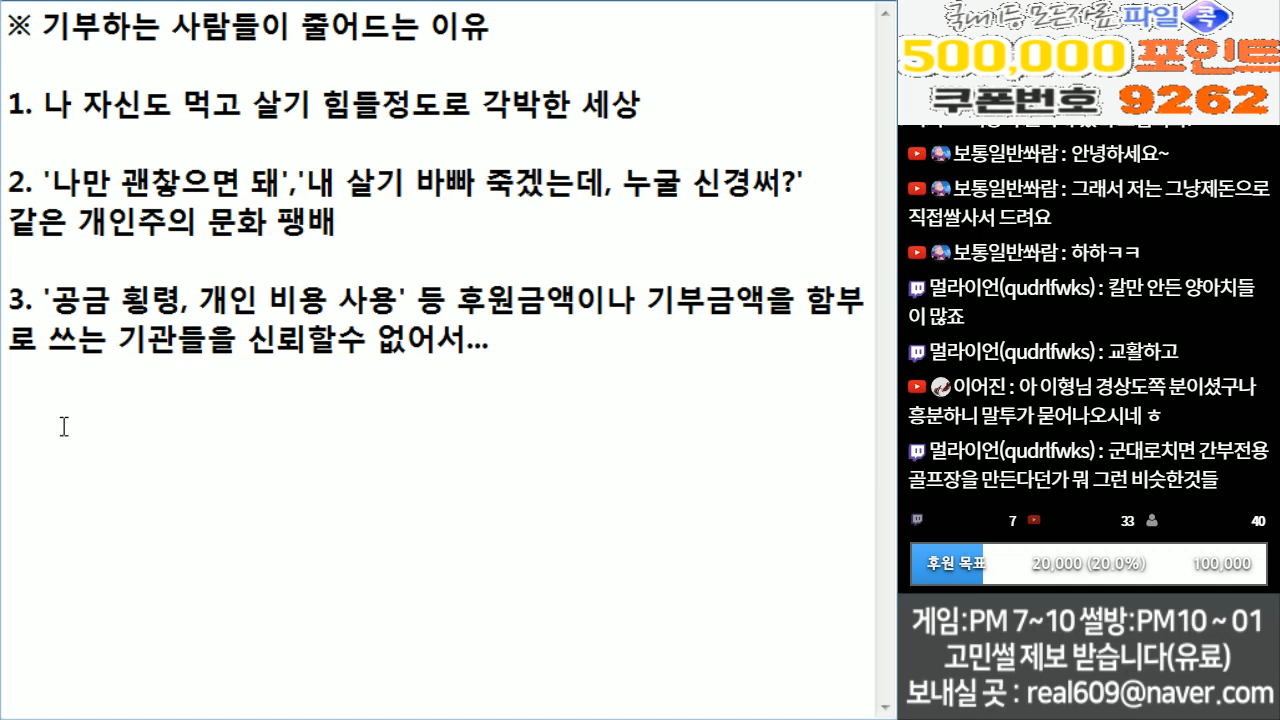 ※ 기부하는 사람들이 줄어드는 이유
1. 나 자신도 먹고 살기 힘들정도로 각박한 세상
2. '나만 괜찮으면 돼','내 살기 바빠 죽겠는데, 누굴 신경써?'
같은 개인주의 문화 팽배
3. '공금 횡령, 개인 비용 사용' 등 후원금액이나 기부금액을 함부
로 쓰는 기관들을 신뢰할수 없어서...
국내 1등 모든자료 파일 콕
500,000 포인트
쿠폰번호 9262
보통일반쏴람 : 안녕하세요~
보통일반쏴람 : 그래서 저는 그냥제돈으로
직접쌀사서 드려요
보통일반쏴람 : 하하ㅋㅋ
멀라이언(qudrlfwks) : 칼만 안든 양아치들
이 많죠
멀라이언(qudrlfwks) : 교활하고
이어진 : 아 이형님 경상도쪽 분이셨구나
흥분하니 말투가 묻어나오시네 ㅎ
멀라이언(qudrlfwks) : 군대로치면 간부전용
골프장을 만든다던가 뭐 그런 비슷한것들
7 33 40
후원 목표 20,000 (20.0%) 100,000
게임:PM 7~10 썰방:PM10 ~ 01
고민썰 제보 받습니다(유료)
보내실 곳 : real609@naver.com